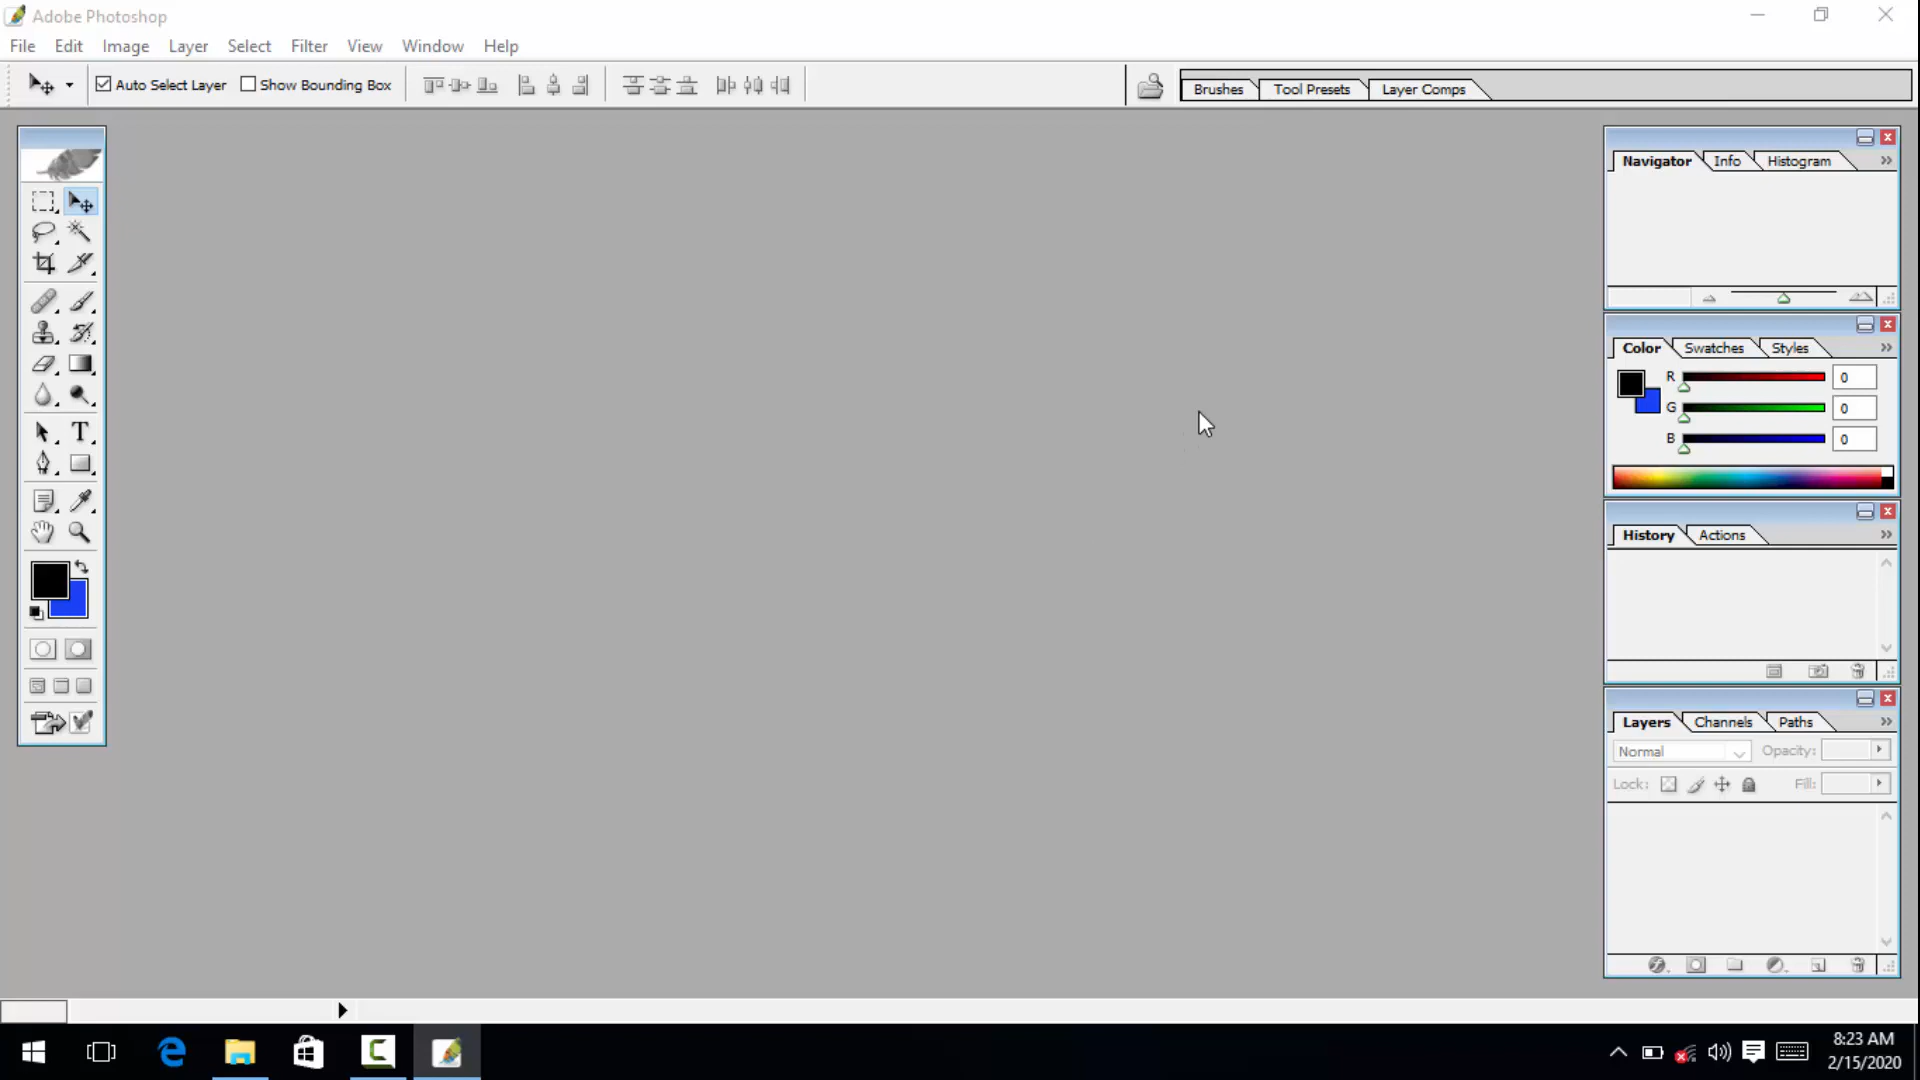 Adobe Photoshop
File Edit Image Layer Select Filter View Window Help
Auto Select Layer Show Bounding Box Brushes Tool Presets Layer Comps
Navigator Info Histogram
Color Swatches Styles
R 0
G 0
B 0
History Actions
Layers Channels Paths
Normal Opacity:
Lock: Fill:
T
8:23 AM
2/15/2020